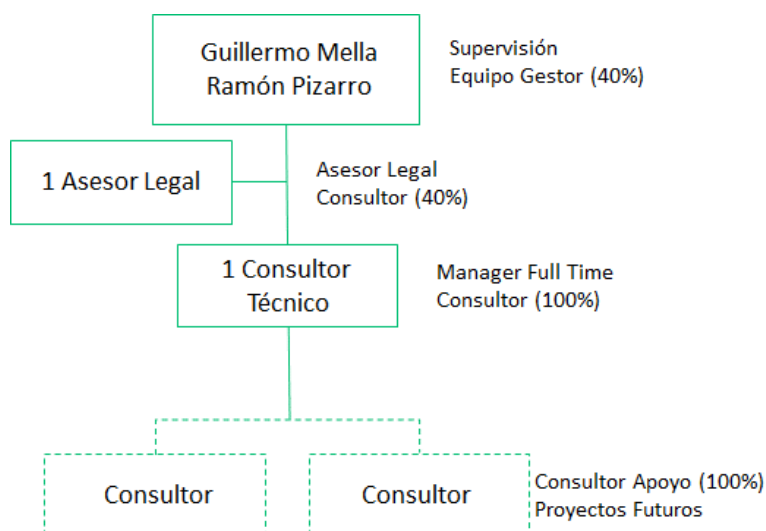 Guillermo Mella
Ramón Pizarro
Supervisión
Equipo Gestor (40%)
1 Asesor Legal
Asesor Legal
Consultor (40%)
1 Consultor
Técnico
Manager Full Time
Consultor (100%)
Consultor
Consultor
Consultor Apoyo (100%)
Proyectos Futuros